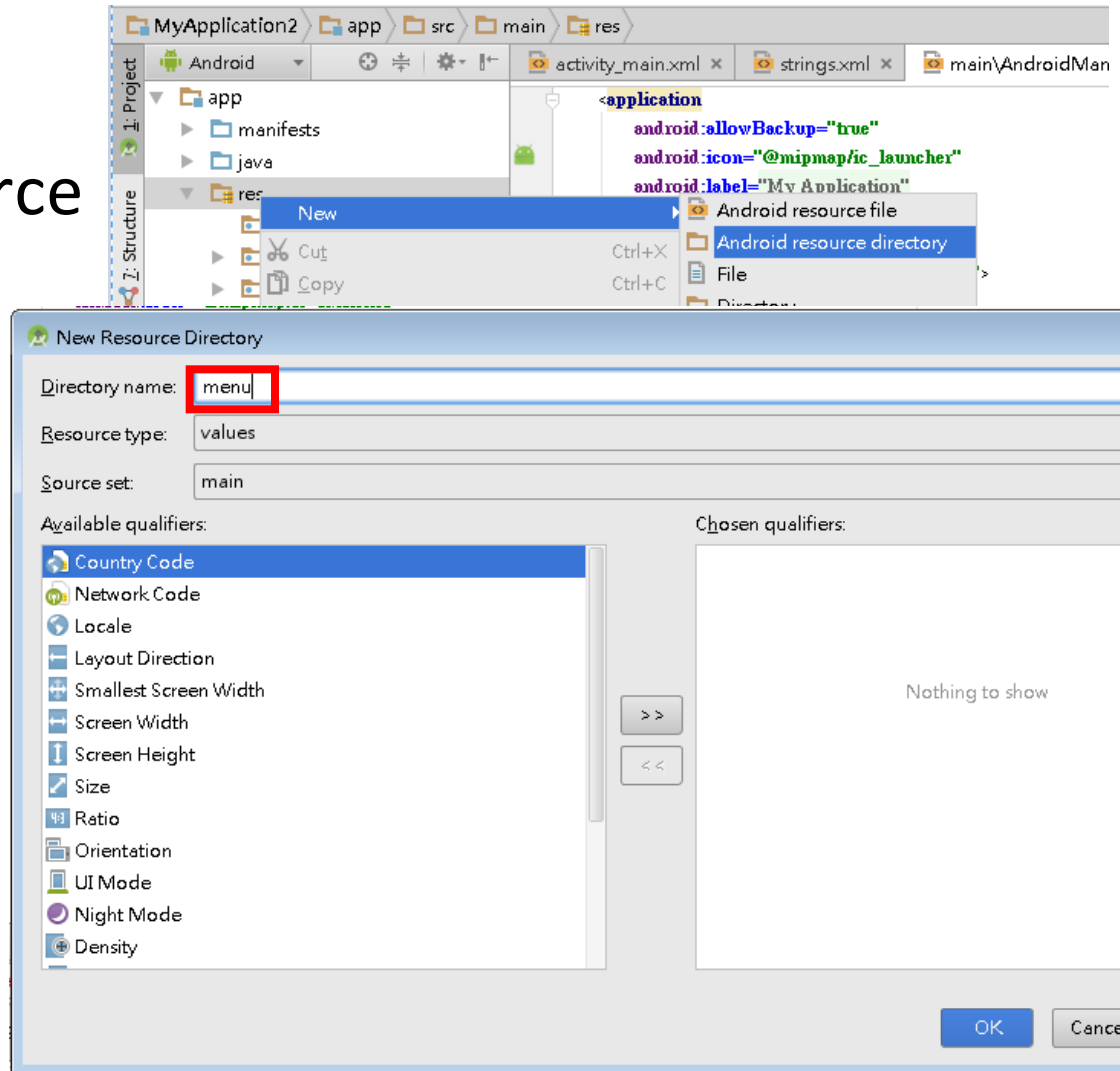 MyApplication2 app src main res
1: Project
7: Structure
Android
activity_main.xml strings.xml main\AndroidMan
app
manifests
java
res
<application
android:allowBackup="true"
android:icon="@mipmap/ic_launcher"
android:label="My Application"
rce
New
Cut Ctrl+X
Copy Ctrl+C
Android resource file
Android resource directory
File
Directory
">
New Resource Directory
Directory name: menu
Resource type: values
Source set: main
Available qualifiers: Chosen qualifiers:
Country Code
Network Code
Locale
Layout Direction
Smallest Screen Width
Screen Width
Screen Height
Size
Ratio
Orientation
UI Mode
Night Mode
Density
>>
<<
Nothing to show
OK Cance